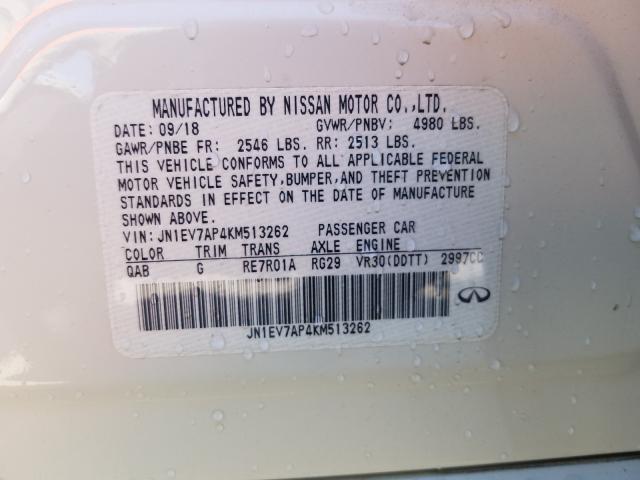 MANUFACTURED BY NISSAN MOTOR CO.,LTD.
DATE: 09/18 GVWR/PNBV: 4980 LBS.
GAWR/PNBE FR: 2546 LBS. RR: 2513 LBS.
THIS VEHICLE CONFORMS TO ALL APPLICABLE FEDERAL
MOTOR VEHICLE SAFETY,BUMPER,AND THEFT PREVENTION
STANDARDS IN EFFECT ON THE DATE OF MANUFACTURE
SHOWN ABOVE.
VIN:JN1EV7AP4KM513262 PASSENGER CAR
COLOR TRIM TRANS AXLE ENGINE
QAB G RE7R01A RG29 VR30(DDTT) 2997CC
JN1EV7AP4KM513262